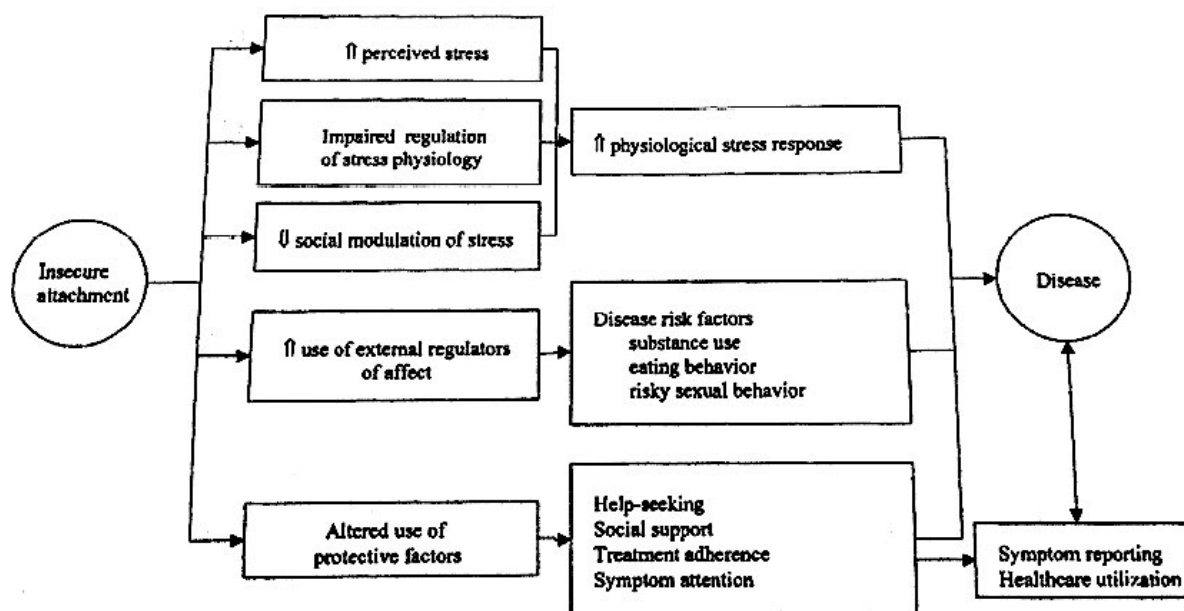 ⇑ perceived stress
Impaired regulation
of stress physiology
⇑ physiological stress response
⇓ social modulation of stress
Insecure
attachment
Disease
⇑ use of external regulators
of affect
Disease risk factors
substance use
eating behavior
risky sexual behavior
Altered use of
protective factors
Help-seeking
Social support
Treatment adherence
Symptom attention
Symptom reporting
Healthcare utilization